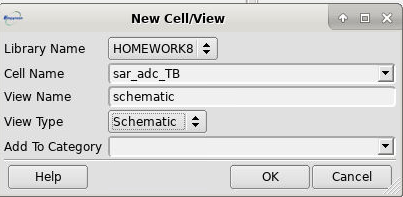 New Cell/View
Library Name HOMEWORK8
Cell Name sar_adc_TB
View Name schematic
View Type Schematic
Add To Category
Help OK Cancel